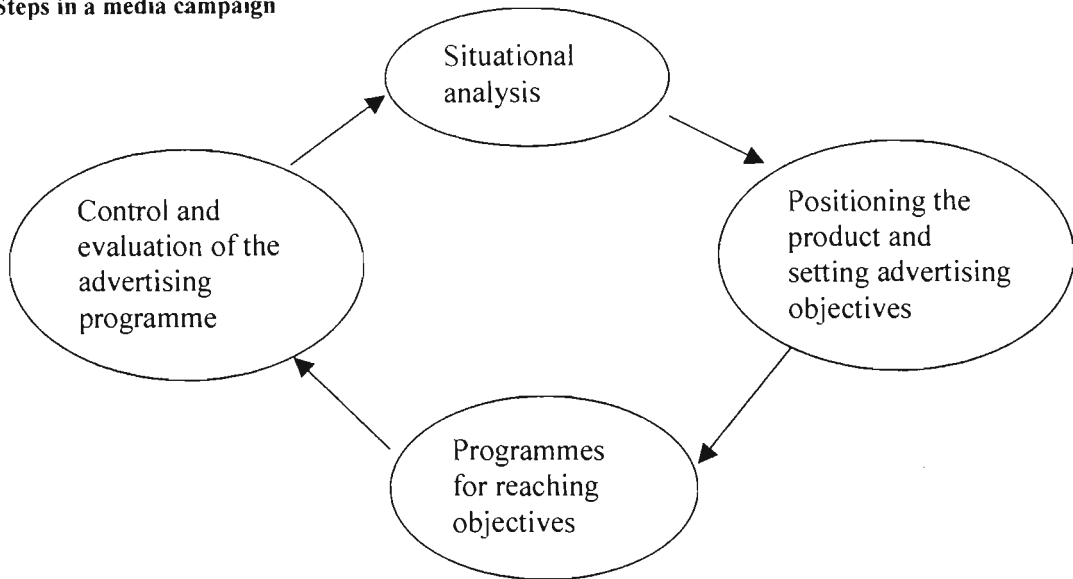 Steps in a media campaign
Situational
analysis
Positioning the
product and
setting advertising
objectives
Programmes
for reaching
objectives
Control and
evaluation of the
advertising
programme